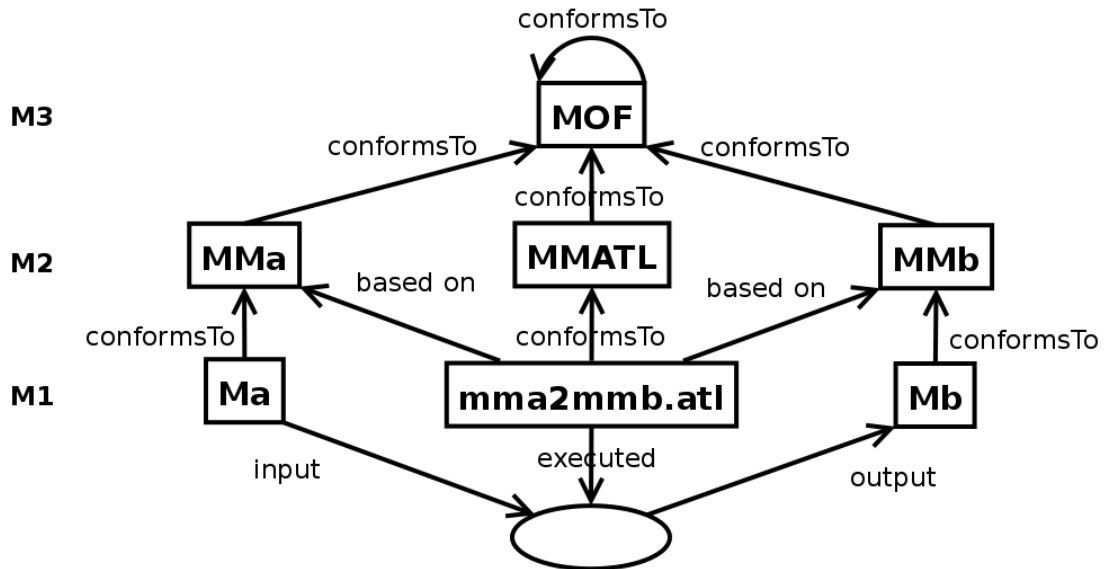 conformsTo
M3
MOF
conformsTo
conformsTo
conformsTo
M2
MMa
MMATL
MMb
based on
based on
conformsTo
conformsTo
conformsTo
M1
Ma
mma2mmb.atl
Mb
input
executed
output